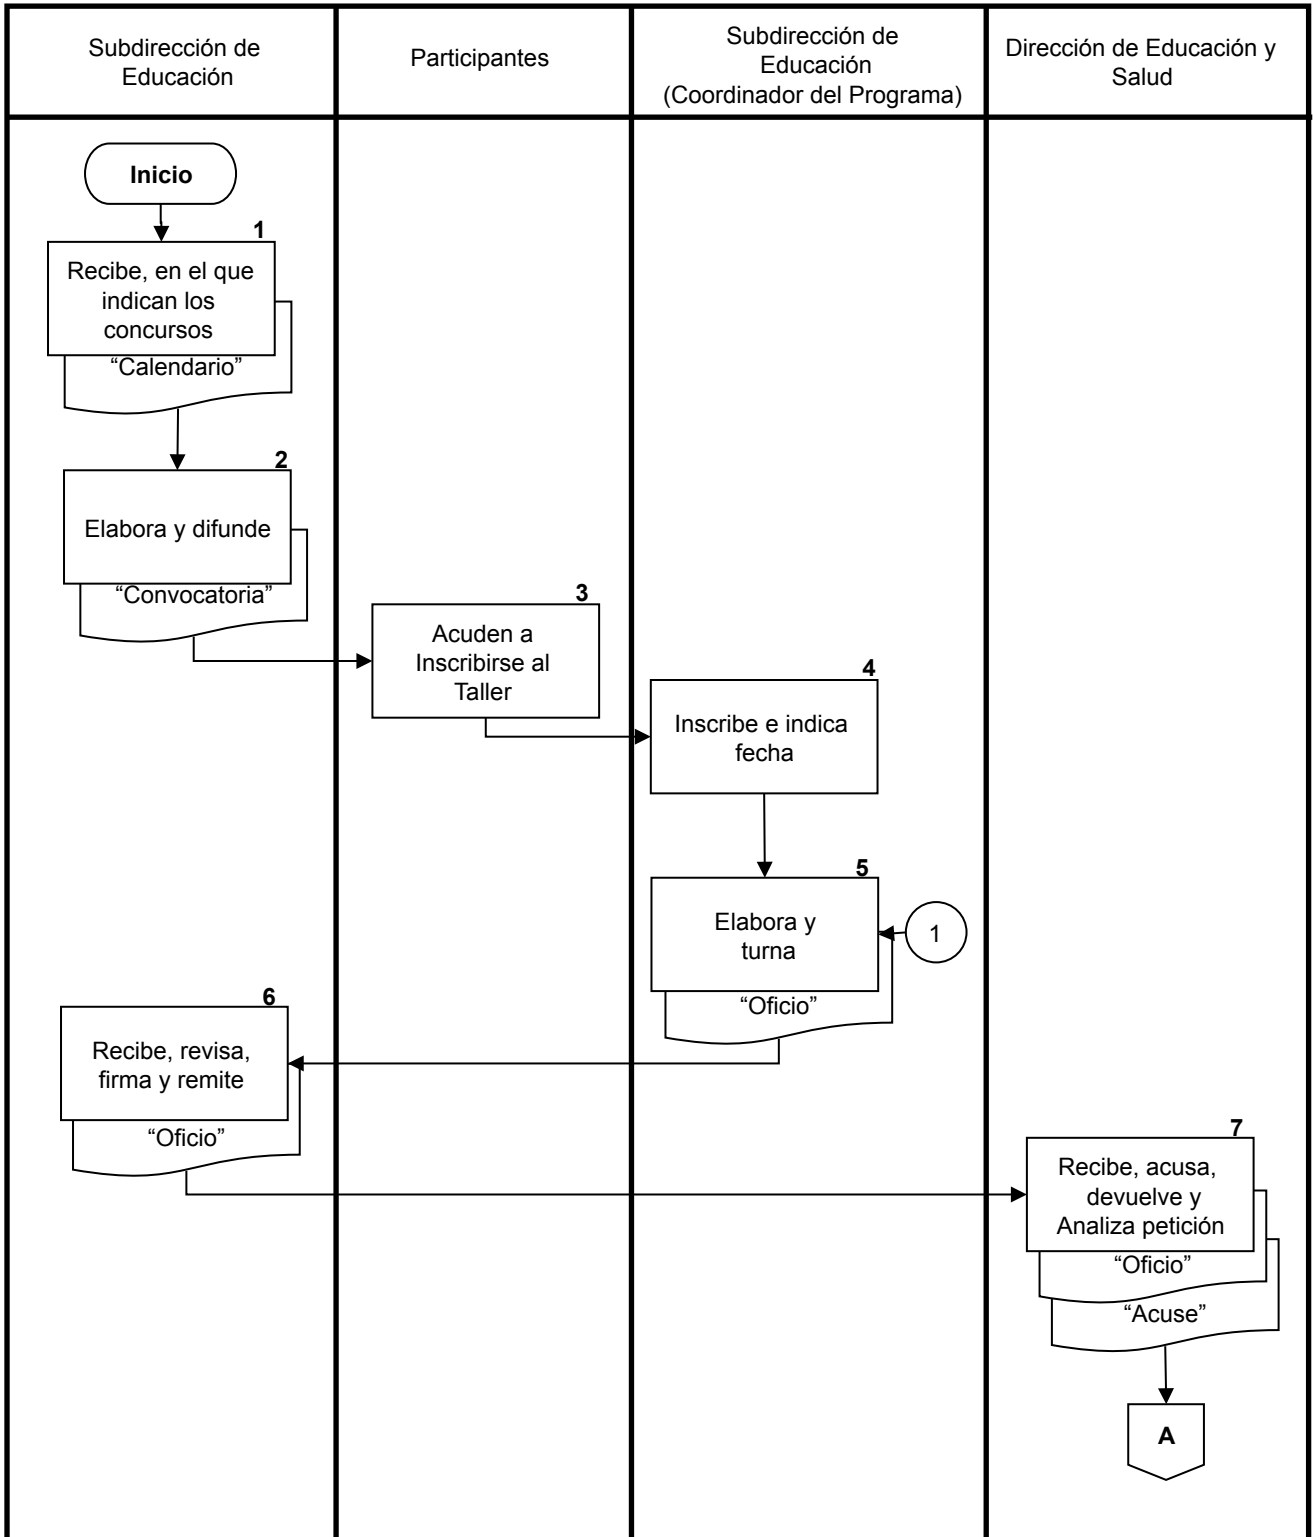 Subdirección de
Educación
Participantes
Subdirección de
Educación
(Coordinador del Programa)
Dirección de Educación y
Salud
Inicio
1
Recibe, en el que
indican los
concursos
“Calendario”
2
Elabora y difunde
“Convocatoria”
3
Acuden a
Inscribirse al
Taller
4
Inscribe e indica
fecha
5
Elabora y
turna
1
“Oficio”
6
Recibe, revisa,
firma y remite
“Oficio”
7
Recibe, acusa,
devuelve y
Analiza petición
“Oficio”
“Acuse”
A